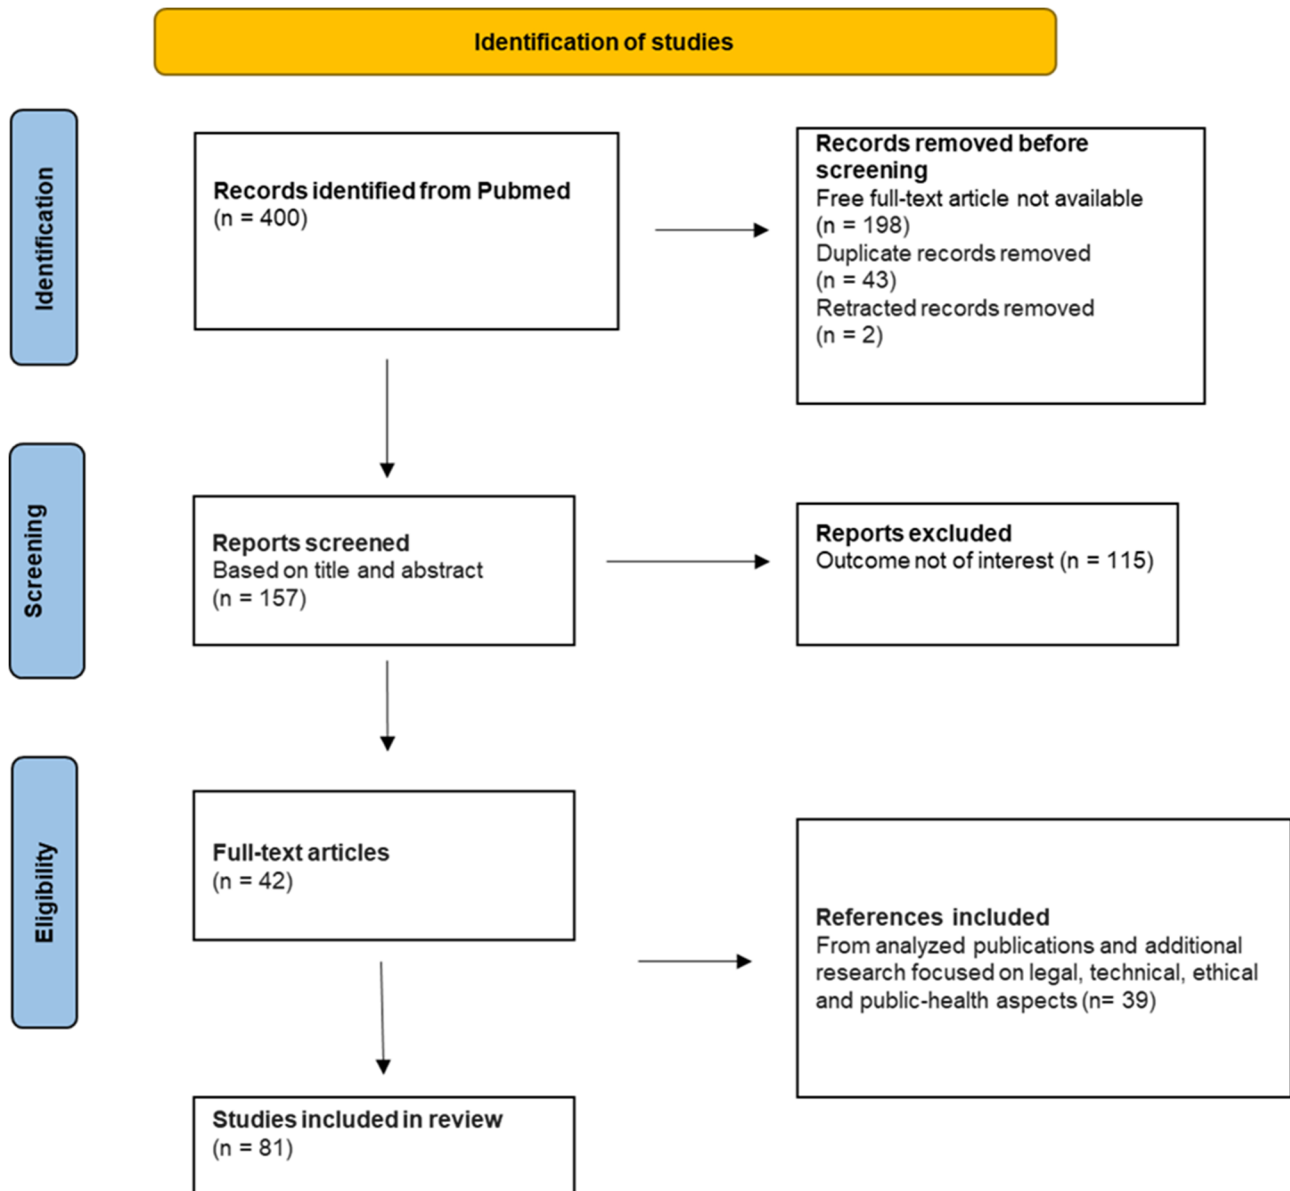 Identification of studies
Identification
Records identified from Pubmed
(n = 400)
Records removed before
screening
Free full-text article not available
(n = 198)
Duplicate records removed
(n = 43)
Retracted records removed
(n = 2)
Screening
Reports screened
Based on title and abstract
(n = 157)
Reports excluded
Outcome not of interest (n = 115)
Eligibility
Full-text articles
(n = 42)
References included
From analyzed publications and additional
research focused on legal, technical, ethical
and public-health aspects (n= 39)
Studies included in review
(n = 81)